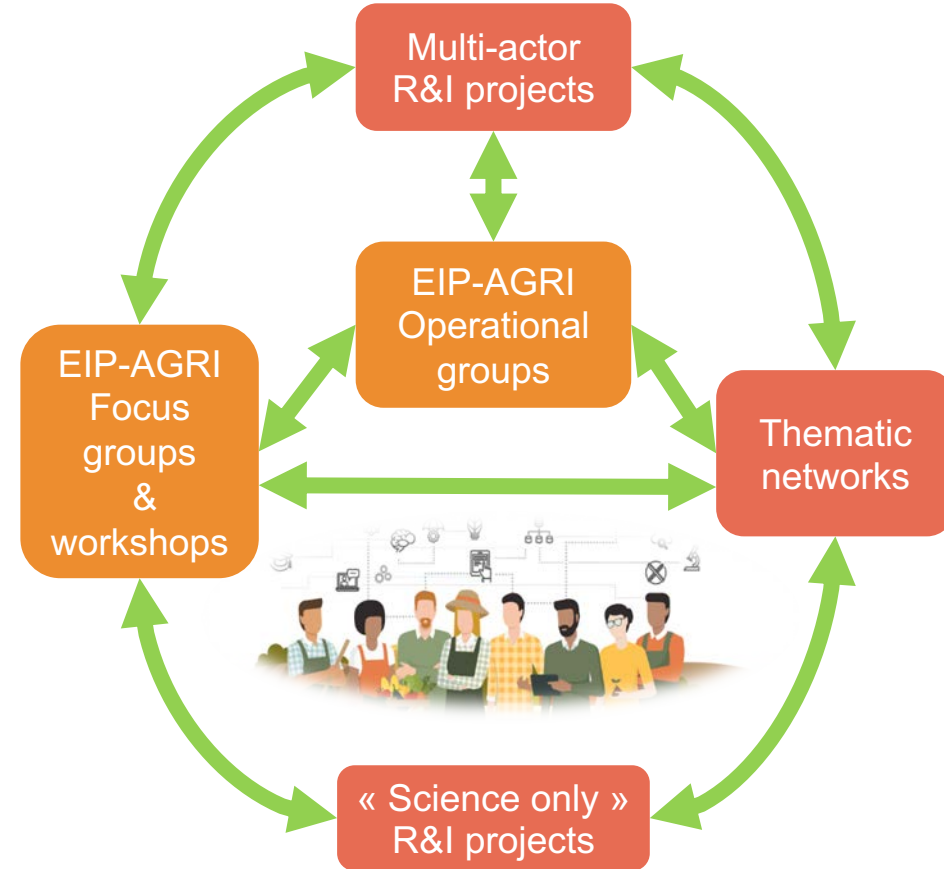 Multi-actor
R&I projects
EIP-AGRI
Operational
groups
EIP-AGRI
Focus
groups
&
workshops
Thematic
networks
« Science only »
R&I projects